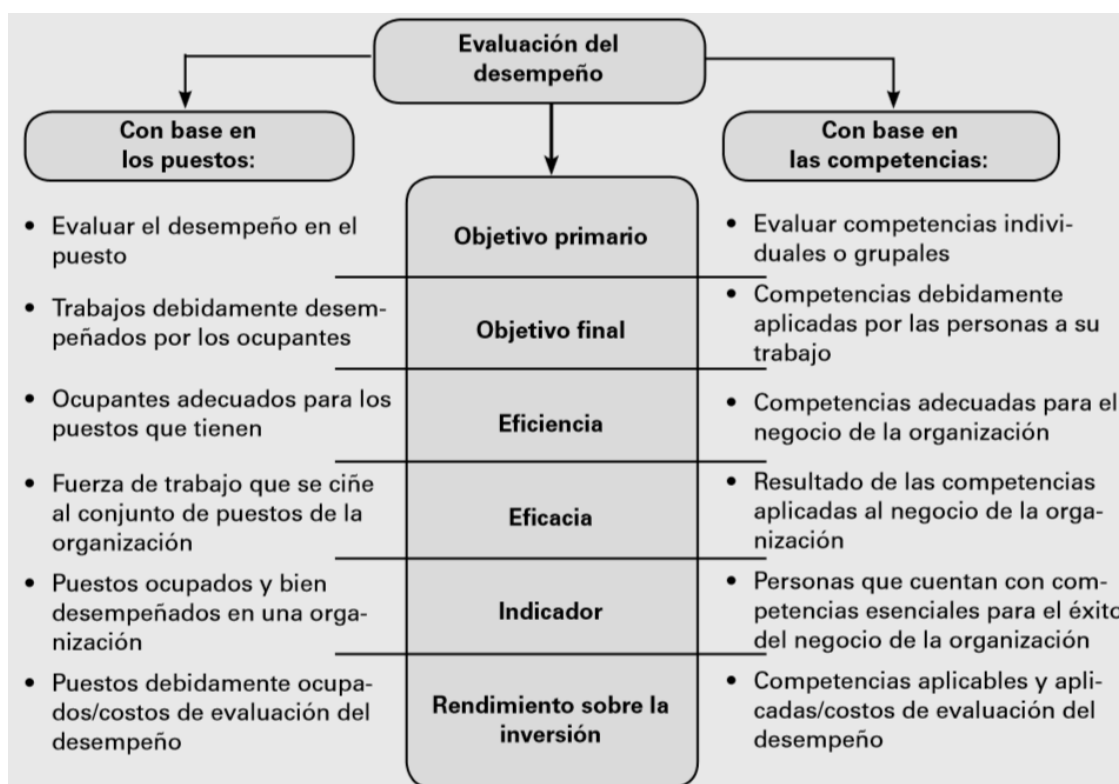 Evaluación del
desempeño
Con base en
los puestos:
Con base en
las competencias:
• Evaluar el desempeño en el
puesto
Objetivo primario
• Evaluar competencias indivi-
duales o grupales
• Trabajos debidamente desem-
peñados por los ocupantes
Objetivo final
• Competencias debidamente
aplicadas por las personas a su
trabajo
• Ocupantes adecuados para los
puestos que tienen
Eficiencia
• Competencias adecuadas para el
negocio de la organización
• Fuerza de trabajo que se ciñe
al conjunto de puestos de la
organización
Eficacia
• Resultado de las competencias
aplicadas al negocio de la orga-
nización
• Puestos ocupados y bien
desempeñados en una orga-
nización
Indicador
• Personas que cuentan con com-
petencias esenciales para el éxito
del negocio de la organización
• Puestos debidamente ocupa-
dos/costos de evaluación del
desempeño
Rendimiento sobre la
inversión
• Competencias aplicables y apli-
cadas/costos de evaluación del
desempeño